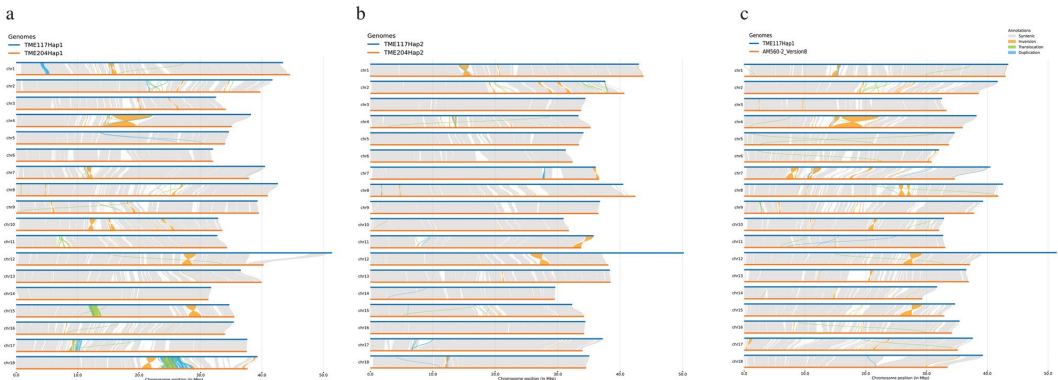 a
Genomes
TME117Hap1
TME204Hap1
chr1
chr2
chr3
chr4
chr5
chr6
chr7
chr8
chr9
chr10
chr11
chr12
chr13
chr14
chr15
chr16
chr17
chr18
0.0 10.0 20.0 30.0 40.0 50.0
Chromosome position (in Mbp)
b
Genomes
TME117Hap2
TME204Hap2
chr1
chr2
chr3
chr4
chr5
chr6
chr7
chr8
chr9
chr10
chr11
chr12
chr13
chr14
chr15
chr16
chr17
chr18
0.0 10.0 20.0 30.0 40.0 50.0
Chromosome position (in Mbp)
c
Genomes
TME117Hap1
AM560-2_Version8
Annotations
Syntenic
Inversion
Translocation
Duplication
chr1
chr2
chr3
chr4
chr5
chr6
chr7
chr8
chr9
chr10
chr11
chr12
chr13
chr14
chr15
chr16
chr17
chr18
0.0 10.0 20.0 30.0 40.0 50.0
Chromosome position (in Mbp)